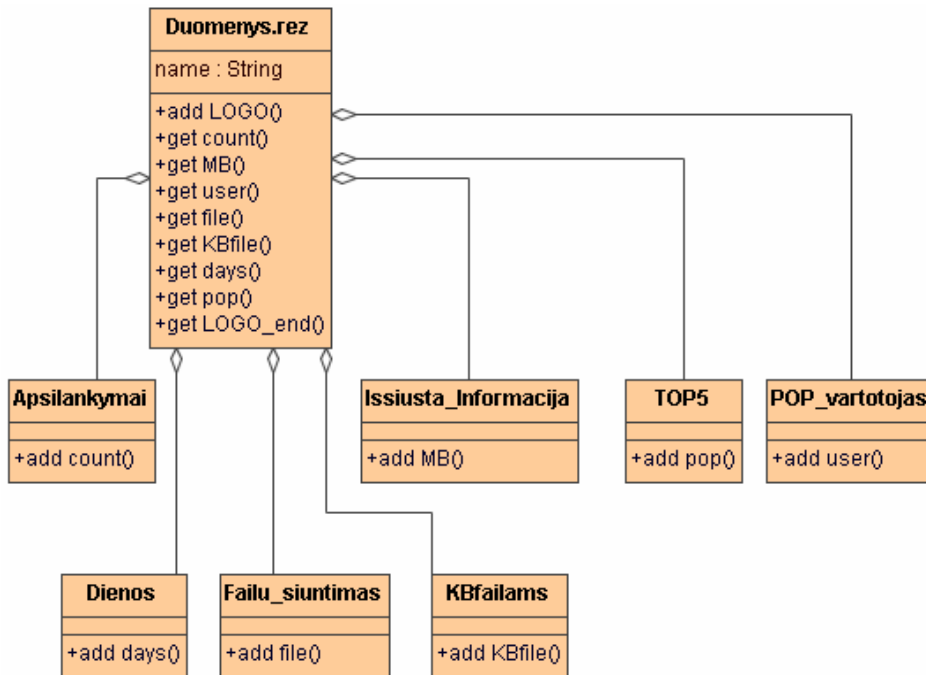 Duomenys.rez
name : String
+add LOGO()
+get count()
+get MB()
+get user()
+get file()
+get KBfile()
+get days()
+get pop()
+get LOGO_end()
Apsilankymai
+add count()
Issiusta_Informacija
+add MB()
TOP5
+add pop()
POP_vartotojas
+add user()
Dienos
+add days()
Failu_siuntimas
+add file()
KBfailams
+add KBfile()